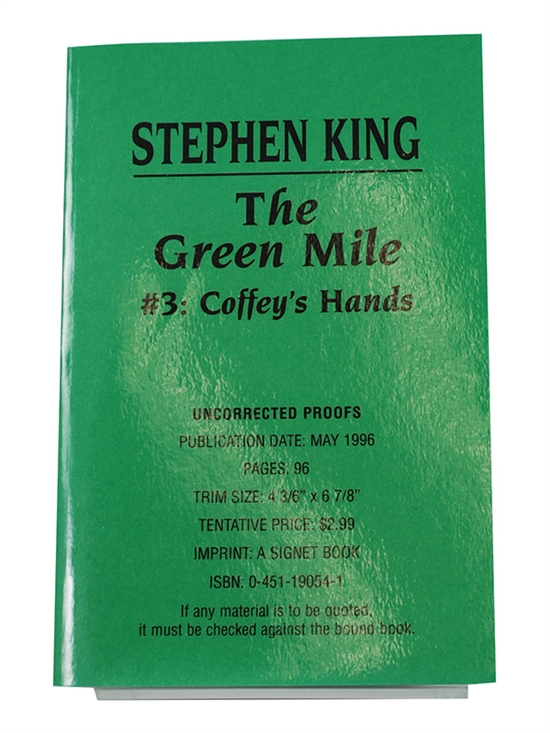 STEPHEN KING
The
Green Mile
#3: Coffey's Hands
UNCORRECTED PROOFS
PUBLICATION DATE: MAY 1996
PAGES: 96
TRIM SIZE: 4 3/6" x 6 7/8"
TENTATIVE PRICE: $2.99
IMPRINT: A SIGNET BOOK
ISBN: 0-451-19054-1
If any material is to be quoted,
it must be checked against the bound book.